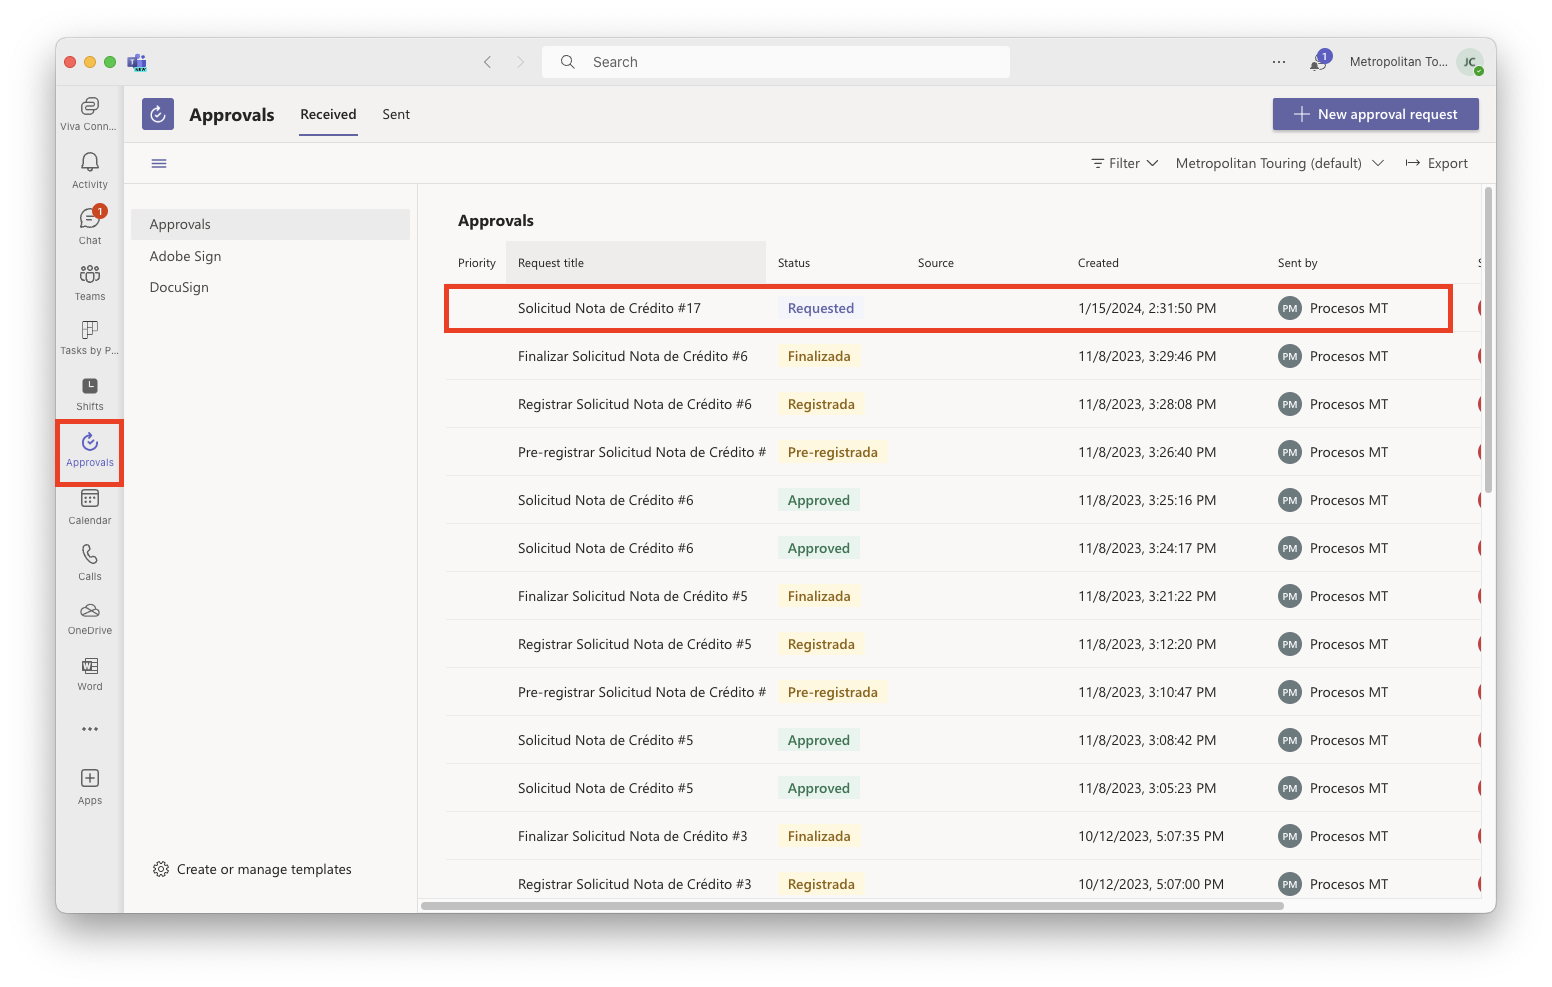 Search
1
Metropolitan To...
JC
Viva Conn...
Activity
1
Chat
Teams
Tasks by P...
Shifts
Approvals
Calendar
Calls
OneDrive
Word
Apps
Approvals Received Sent
New approval request
Filter Metropolitan Touring (default) Export
Approvals
Adobe Sign
DocuSign
Create or manage templates
Approvals
Priority Request title Status Source Created Sent by
Solicitud Nota de Crédito #17 Requested 1/15/2024, 2:31:50 PM PM Procesos MT
Finalizar Solicitud Nota de Crédito #6 Finalizada 11/8/2023, 3:29:46 PM PM Procesos MT
Registrar Solicitud Nota de Crédito #6 Registrada 11/8/2023, 3:28:08 PM PM Procesos MT
Pre-registrar Solicitud Nota de Crédito # Pre-registrada 11/8/2023, 3:26:40 PM PM Procesos MT
Solicitud Nota de Crédito #6 Approved 11/8/2023, 3:25:16 PM PM Procesos MT
Solicitud Nota de Crédito #6 Approved 11/8/2023, 3:24:17 PM PM Procesos MT
Finalizar Solicitud Nota de Crédito #5 Finalizada 11/8/2023, 3:21:22 PM PM Procesos MT
Registrar Solicitud Nota de Crédito #5 Registrada 11/8/2023, 3:12:20 PM PM Procesos MT
Pre-registrar Solicitud Nota de Crédito # Pre-registrada 11/8/2023, 3:10:47 PM PM Procesos MT
Solicitud Nota de Crédito #5 Approved 11/8/2023, 3:08:42 PM PM Procesos MT
Solicitud Nota de Crédito #5 Approved 11/8/2023, 3:05:23 PM PM Procesos MT
Finalizar Solicitud Nota de Crédito #3 Finalizada 10/12/2023, 5:07:35 PM PM Procesos MT
Registrar Solicitud Nota de Crédito #3 Registrada 10/12/2023, 5:07:00 PM PM Procesos MT